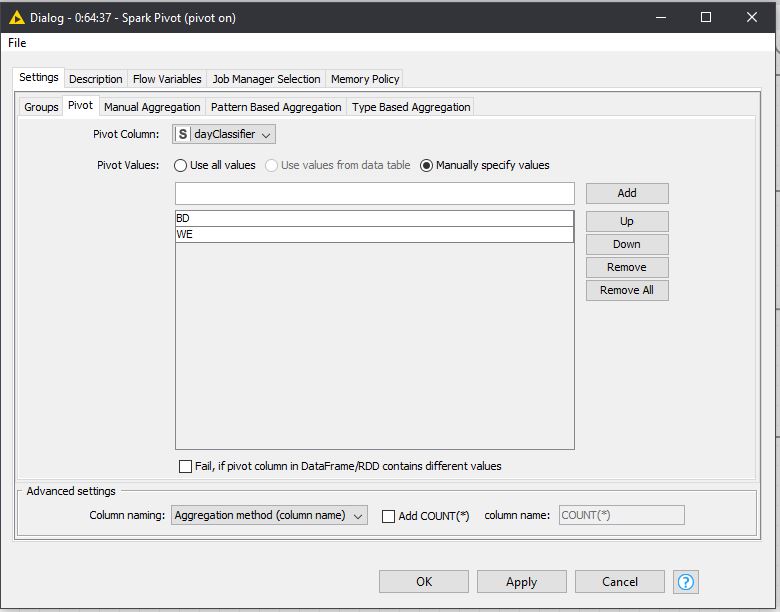 Dialog - 0:64:37 - Spark Pivot (pivot on)
File
Settings Description Flow Variables Job Manager Selection Memory Policy
Groups Pivot Manual Aggregation Pattern Based Aggregation Type Based Aggregation
Pivot Column: S dayClassifier
Pivot Values: Use all values Use values from data table Manually specify values
Add
BD Up
WE Down
Remove
Remove All
Fail, if pivot column in DataFrame/RDD contains different values
Advanced settings
Column naming: Aggregation method (column name) Add COUNT(*) column name: COUNT(*)
OK Apply Cancel ?